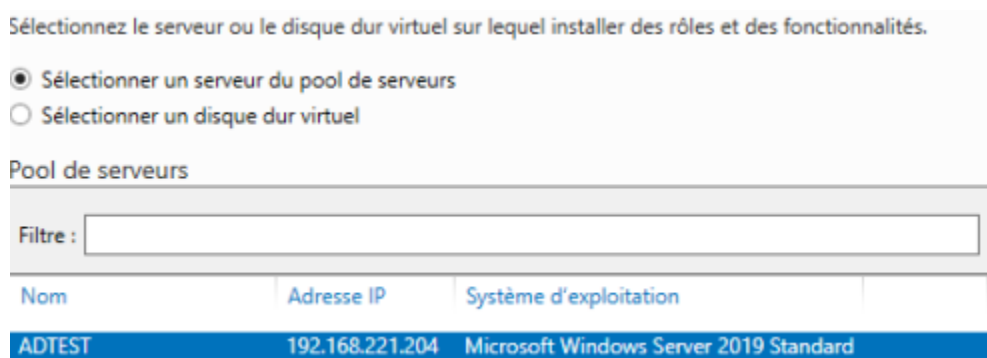 Sélectionnez le serveur ou le disque dur virtuel sur lequel installer des rôles et des fonctionnalités.
Sélectionner un serveur du pool de serveurs
Sélectionner un disque dur virtuel
Pool de serveurs
Filtre :
Nom Adresse IP Système d'exploitation
ADTEST 192.168.221.204 Microsoft Windows Server 2019 Standard